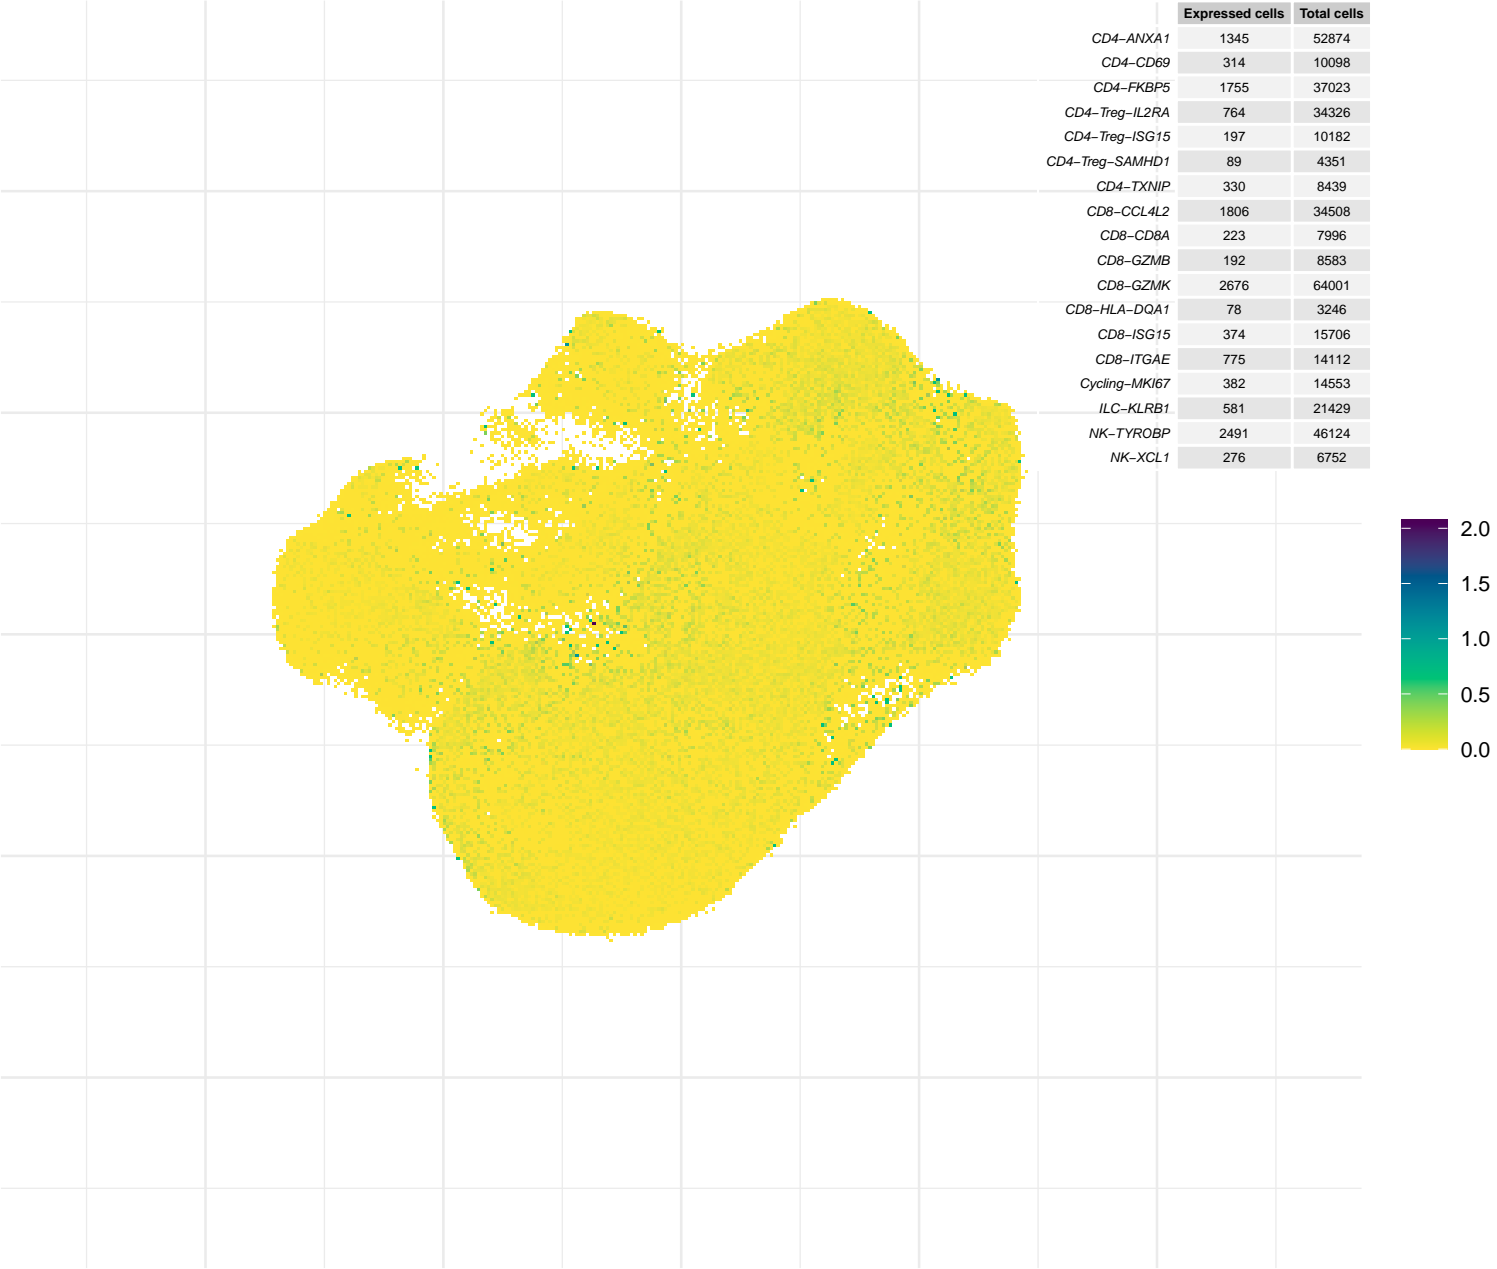 Expressed cells Total cells
CD4−ANXA1 1345 52874
CD4−CD69 314 10098
CD4−FKBP5 1755 37023
CD4−Treg−IL2RA 764 34326
CD4−Treg−ISG15 197 10182
CD4−Treg−SAMHD1 89 4351
CD4−TXNIP 330 8439
CD8−CCL4L2 1806 34508
CD8−CD8A 223 7996
CD8−GZMB 192 8583
CD8−GZMK 2676 64001
CD8−HLA−DQA1 78 3246
CD8−ISG15 374 15706
CD8−ITGAE 775 14112
Cycling−MKI67 382 14553
ILC−KLRB1 581 21429
NK−TYROBP 2491 46124
NK−XCL1 276 6752
2.0
1.5
1.0
0.5
0.0